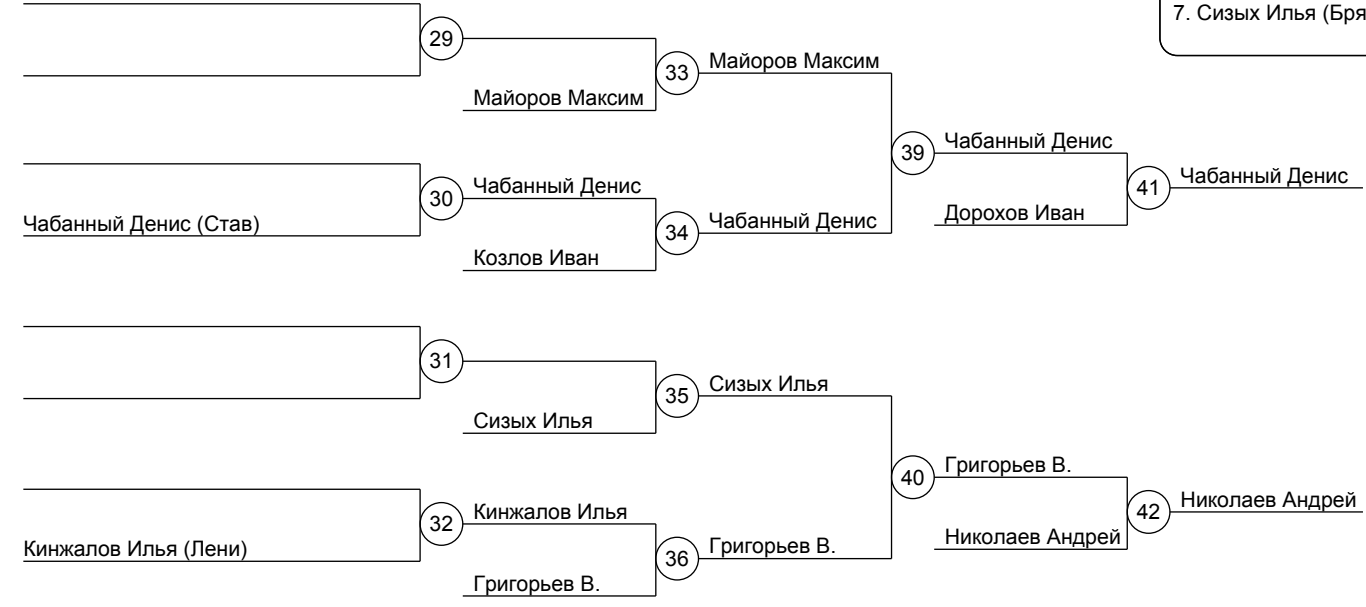 7. Сизых Илья (Бря
29
33
Майоров Максим
Майоров Максим
39
Чабанный Денис
30
Чабанный Денис
41
Чабанный Денис
Чабанный Денис (Став)
34
Чабанный Денис
Дорохов Иван
Козлов Иван
31
35
Сизых Илья
Сизых Илья
40
Григорьев В.
32
Кинжалов Илья
42
Николаев Андрей
Кинжалов Илья (Лени)
36
Григорьев В.
Николаев Андрей
Григорьев В.